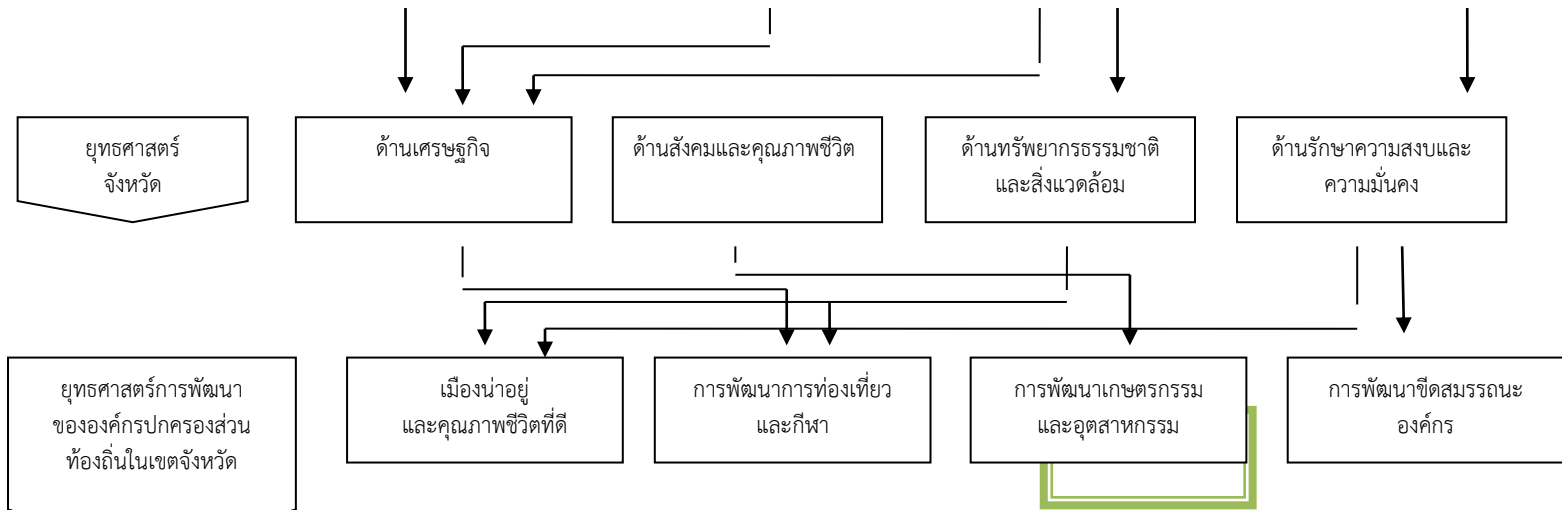 ยุทธศาสตร์
จังหวัด
ด้านเศรษฐกิจ
ด้านสังคมและคุณภาพชีวิต
ด้านทรัพยากรธรรมชาติ
และสิ่งแวดล้อม
ด้านรักษาความสงบและ
ความมั่นคง
ยุทธศาสตร์การพัฒนา
ขององค์กรปกครองส่วน
ท้องถิ่นในเขตจังหวัด
เมืองน่าอยู่
และคุณภาพชีวิตที่ดี
การพัฒนาการท่องเที่ยว
และกีฬา
การพัฒนาเกษตรกรรม
และอุตสาหกรรม
การพัฒนาขีดสมรรถนะ
องค์กร